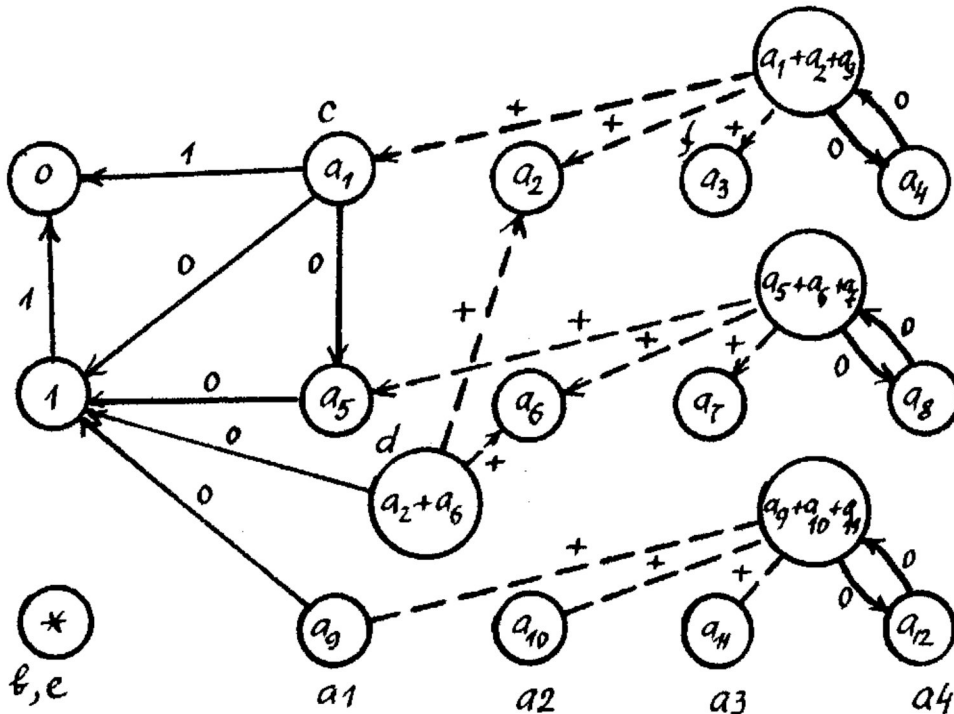 a₁+a₂+a₃
+
c
+
+
0
0
1
0
a₁
a₂
a₃
a₄
0
0
1
+
a₅+a₆+a₇
+
+
+
0
0
1
0
a₅
a₆
a₇
a₈
0
d
+
a₂+a₆
0
a₉+a₁₀+a₁₁
+
+
+
0
0
*
a₉
a₁₀
a₁₁
a₁₂
b,e
a1
a2
a3
a4